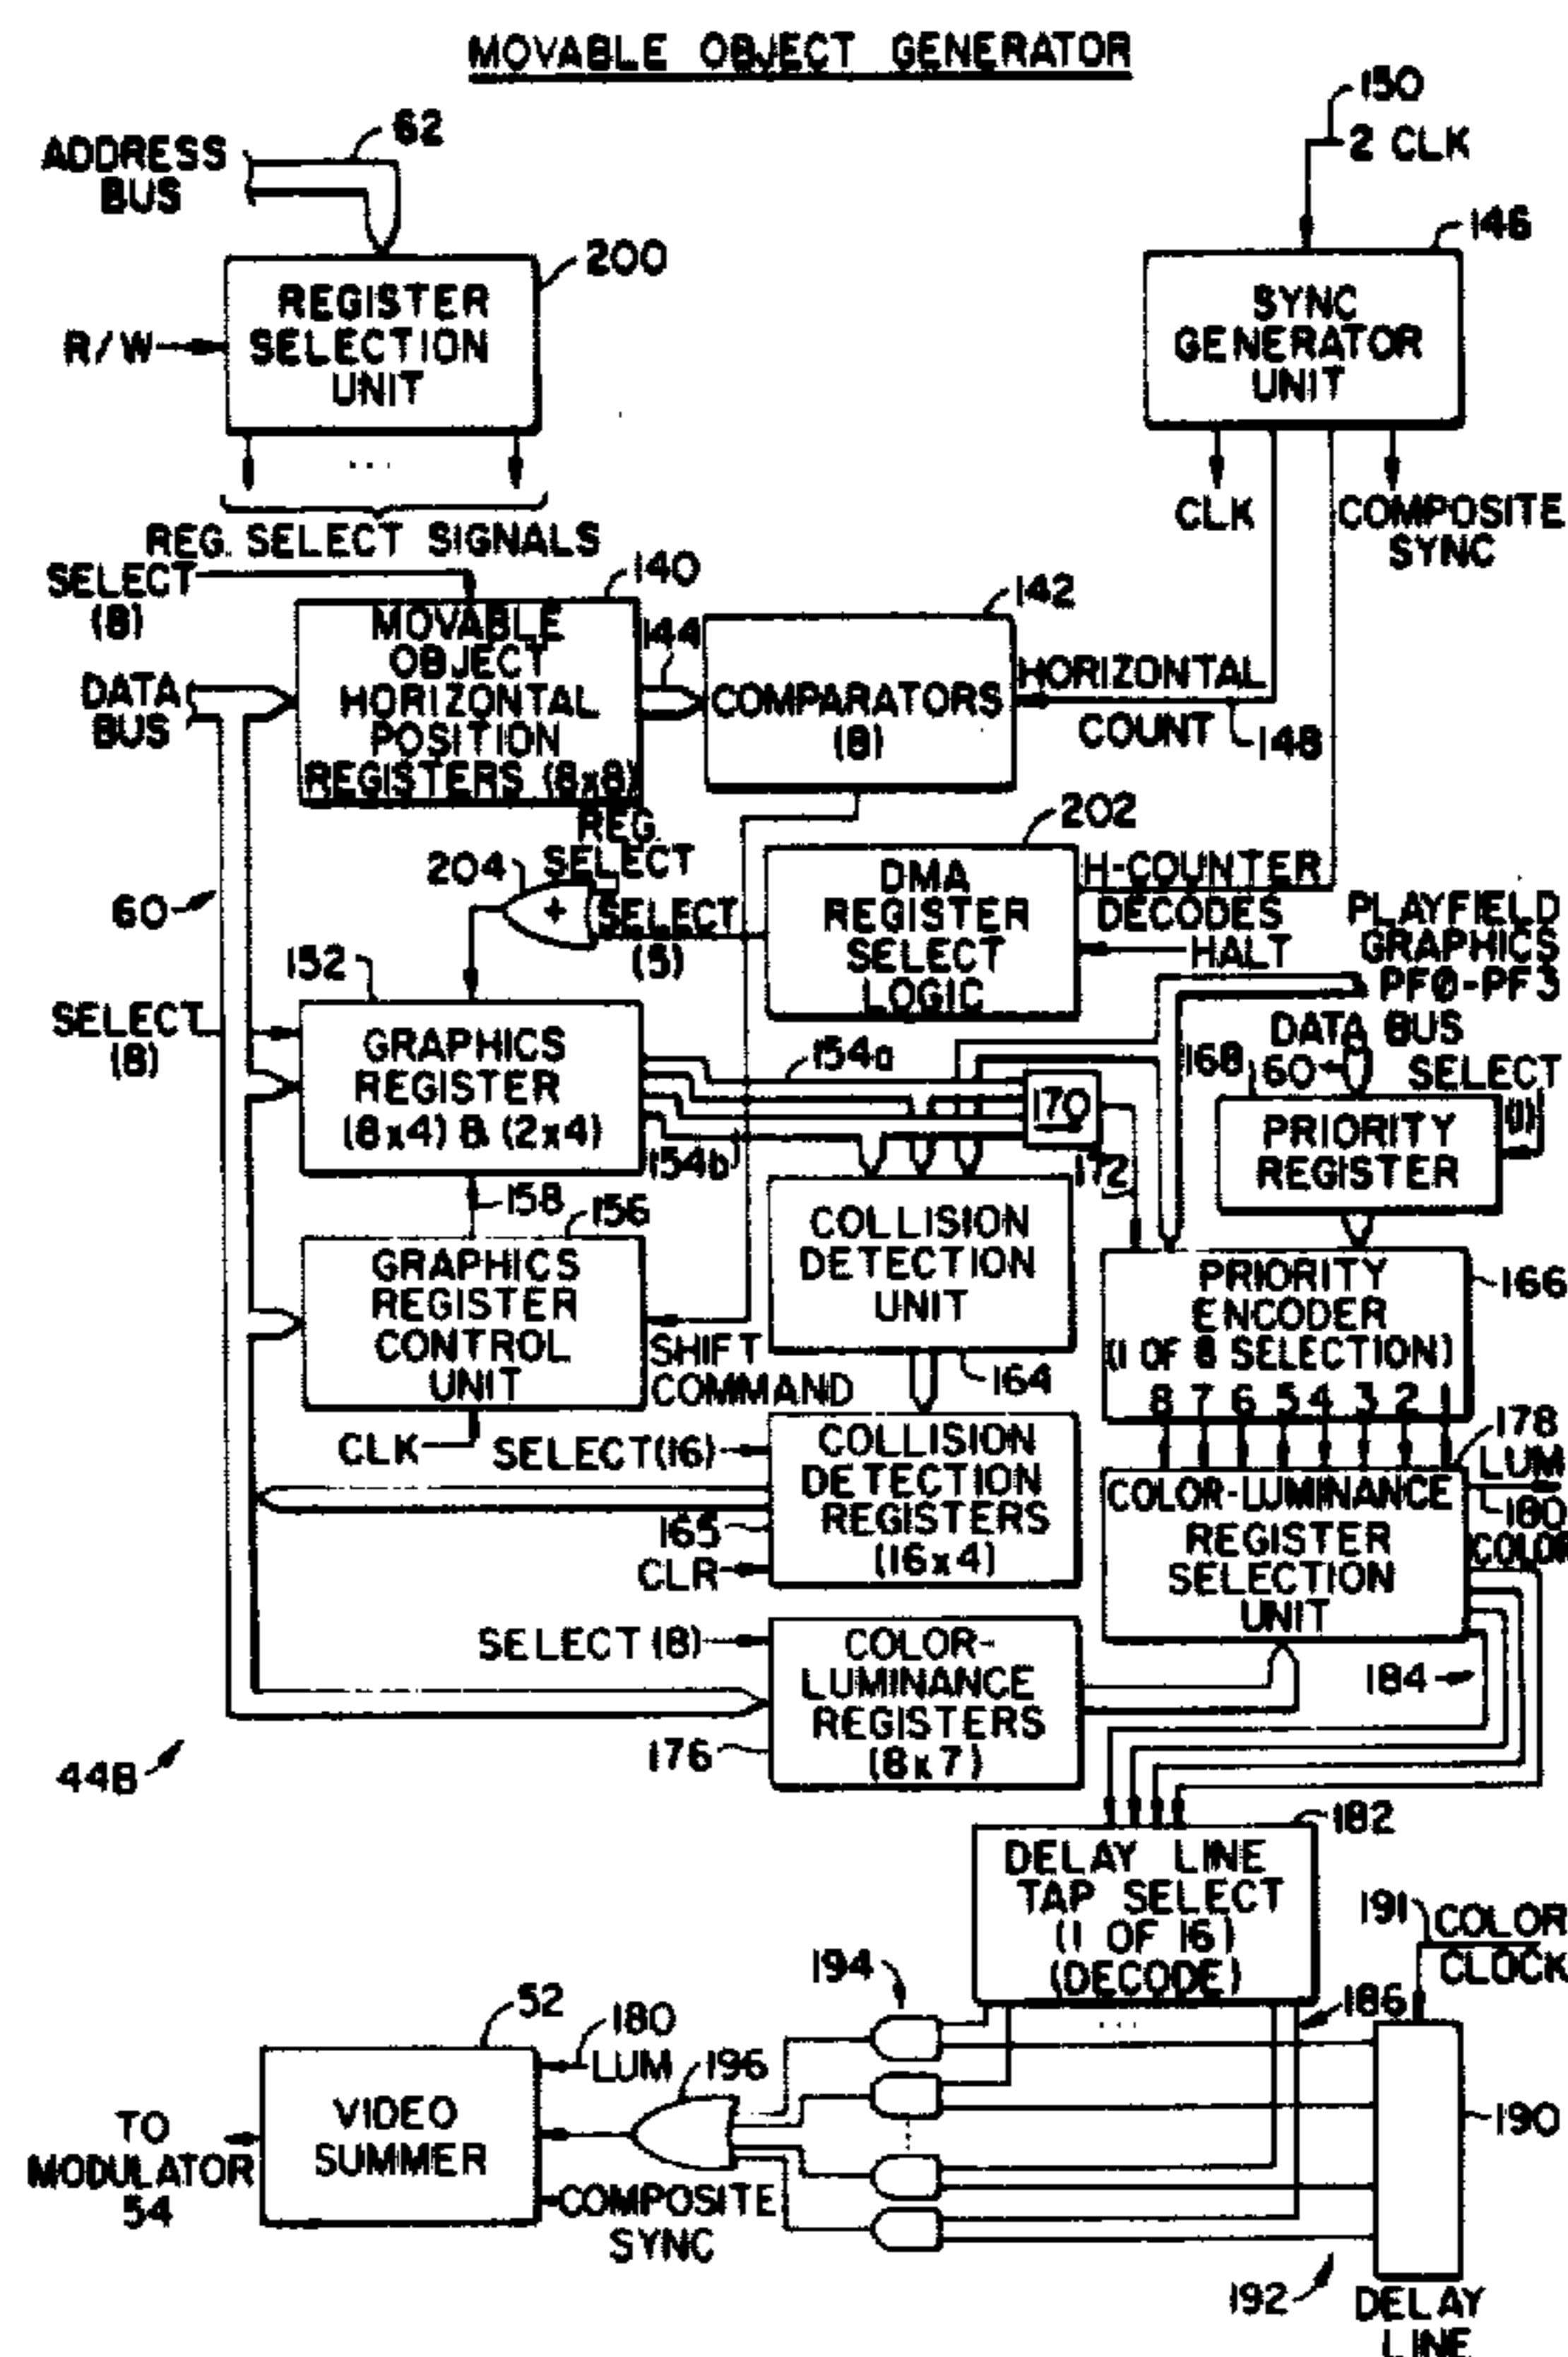 MOVABLE OBJECT GENERATOR
ADDRESS
BUS
62
150
2 CLK
200
146
REGISTER
SELECTION
UNIT
R/W
SYNC
GENERATOR
UNIT
...
REG. SELECT SIGNALS
CLK
COMPOSITE
SYNC
SELECT
(8)
140
142
MOVABLE
OBJECT
HORIZONTAL
POSITION
REGISTERS (8x8)
144
DATA
BUS
COMPARATORS
(8)
HORIZONTAL
COUNT
148
REG.
SELECT
204
+
SELECT
(5)
202
DMA
REGISTER
SELECT
LOGIC
H-COUNTER
DECODES
HALT
60
PLAYFIELD
GRAPHICS
PF0-PF3
152
SELECT
(8)
GRAPHICS
REGISTER
(8x4) & (2x4)
154a
154b
170
172
DATA BUS
60
168
SELECT
(1)
PRIORITY
REGISTER
158
156
GRAPHICS
REGISTER
CONTROL
UNIT
CLK
SHIFT
COMMAND
COLLISION
DETECTION
UNIT
164
PRIORITY
ENCODER
(1 OF 8 SELECTION)
8 7 6 5 4 3 2 1
166
SELECT(16)
COLLISION
DETECTION
REGISTERS
(16x4)
165
CLR
178
LUM
180
COLOR
COLOR-LUMINANCE
REGISTER
SELECTION
UNIT
SELECT (8)
COLOR-
LUMINANCE
REGISTERS
(8x7)
176
184
44B
182
DELAY LINE
TAP SELECT
(1 OF 16)
(DECODE)
191
COLOR
CLOCK
194
186
...
52
180
LUM
196
VIDEO
SUMMER
TO
MODULATOR
54
COMPOSITE
SYNC
190
192
DELAY
LINE